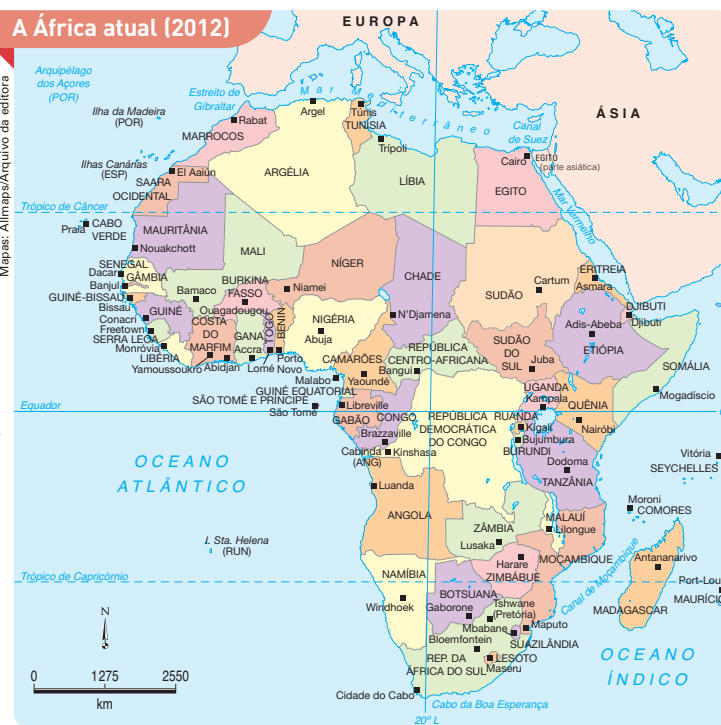 A África atual (2012)
Mapas: Allmaps/Arquivo da editora
EUROPA
ÁSIA
Arquipélago
dos Açores
(POR)
Estreito de
Gibraltar
Mar Mediterrâneo
Ilha da Madeira
(POR)
Rabat
MARROCOS
Argel
Túnis
TUNÍSIA
Trípoli
Canal
de Suez
Cairo
EGITO
(parte asiática)
Ilhas Canárias
(ESP)
El Aaiún
SAARA
OCIDENTAL
ARGÉLIA
LÍBIA
EGITO
Mar Vermelho
Trópico de Câncer
Praia
CABO
VERDE
MAURITÂNIA
Nouakchott
MALI
NÍGER
CHADE
SUDÃO
Cartum
ERITREIA
Asmara
SENEGAL
Dacar
GÂMBIA
Banjul
GUINÉ-BISSAU
Bissau
Bamaco
BURKINA
FASSO
Niamei
Ouagadougou
N'Djamena
DJIBUTI
Djibuti
GUINÉ
Conacri
Freetown
SERRA LEOA
Monróvia
LIBÉRIA
Yamoussoukro
COSTA
DO
MARFIM
Abidjan
GANA
Accra
TOGO
Lomé
BENIN
Porto
Novo
NIGÉRIA
Abuja
CAMARÕES
Yaoundé
REPÚBLICA
CENTRO-AFRICANA
Bangui
SUDÃO
DO
SUL
Juba
Adis-Abeba
ETIÓPIA
SOMÁLIA
Mogadíscio
Malabo
GUINÉ EQUATORIAL
SÃO TOMÉ E PRÍNCIPE
São Tomé
Libreville
GABÃO
CONGO
Brazzaville
REPÚBLICA
DEMOCRÁTICA
DO CONGO
UGANDA
Kampala
QUÊNIA
Nairóbi
RUANDA
Kigali
Bujumbura
BURUNDI
Equador
Cabinda
(ANG)
Kinshasa
Dodoma
TANZÂNIA
Vitória
SEYCHELLES
OCEANO
ATLÂNTICO
Luanda
ANGOLA
ZÂMBIA
Lusaka
MALAUÍ
Lilongue
Moroni
COMORES
I. Sta. Helena
(RUN)
Harare
ZIMBÁBUE
MOÇAMBIQUE
Canal de Moçambique
Antananarivo
MADAGASCAR
Trópico de Capricórnio
NAMÍBIA
Windhoek
BOTSUANA
Gaborone
Tshwane
(Pretória)
Mbabane
Maputo
SUAZILÂNDIA
Bloemfontein
LESOTO
Maseru
REP. DA
ÁFRICA DO SUL
Cidade do Cabo
Cabo da Boa Esperança
20º L
OCEANO
ÍNDICO
N
0
1275
2550
km